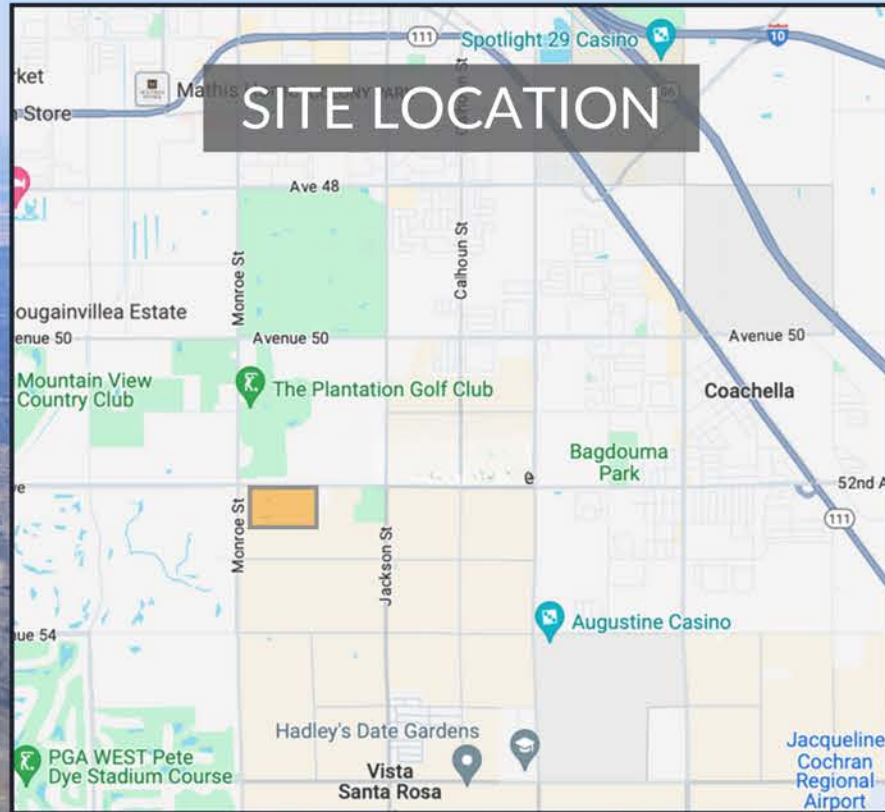 111
Spotlight 29 Casino
10
ket
Store
SITE LOCATION
Ave 48
Monroe St
Calhoun St
ougainvillea Estate
enue 50
Avenue 50
Avenue 50
Mountain View
Country Club
The Plantation Golf Club
Coachella
Bagdouma
Park
ve
e
52nd A
111
Monroe St
Jackson St
Augustine Casino
ue 54
Hadley's Date Gardens
Vista
Santa Rosa
PGA WEST Pete
Dye Stadium Course
Jacqueline
Cochran
Regional
Airport